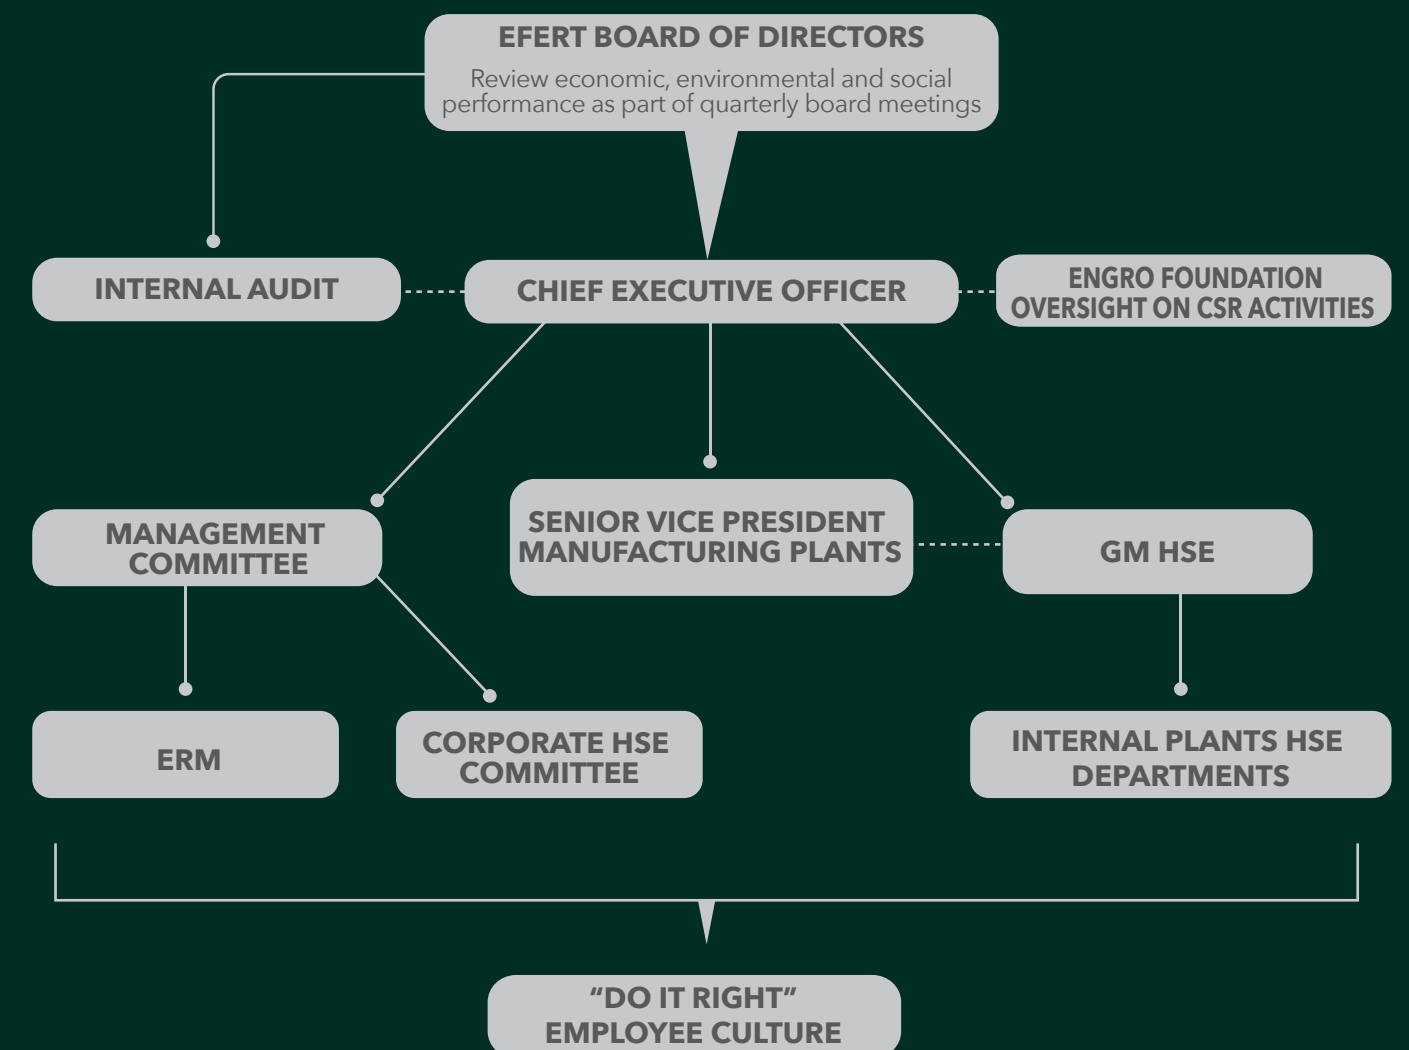 EFERT BOARD OF DIRECTORS
Review economic, environmental and social
performance as part of quarterly board meetings
INTERNAL AUDIT
CHIEF EXECUTIVE OFFICER
ENGRO FOUNDATION
OVERSIGHT ON CSR ACTIVITIES
MANAGEMENT
COMMITTEE
SENIOR VICE PRESIDENT
MANUFACTURING PLANTS
GM HSE
ERM
CORPORATE HSE
COMMITTEE
INTERNAL PLANTS HSE
DEPARTMENTS
“DO IT RIGHT”
EMPLOYEE CULTURE